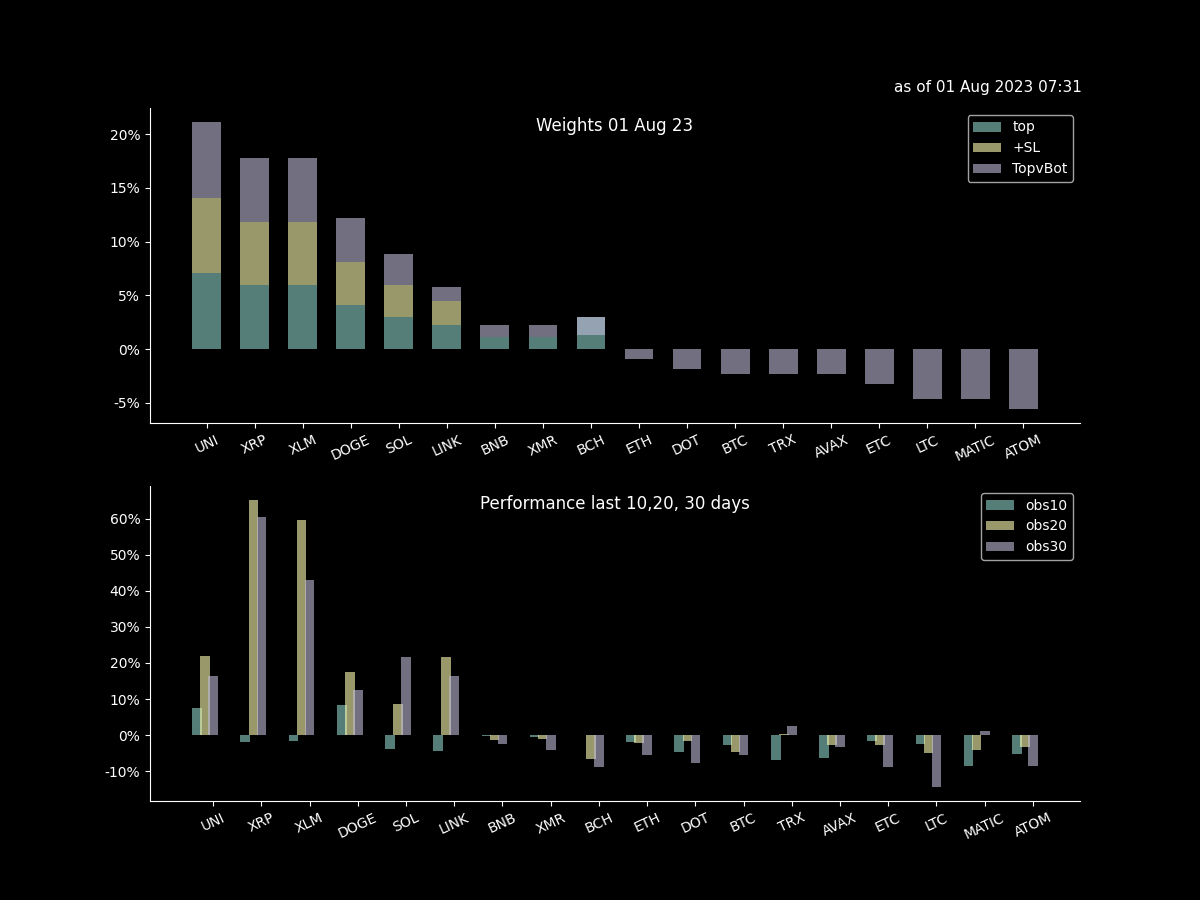 as of 01 Aug 2023 07:31
Weights 01 Aug 23
top
+SL
TopvBot
20%
15%
10%
5%
0%
-5%
UNI XRP XLM DOGE SOL LINK BNB XMR BCH ETH DOT BTC TRX AVAX ETC LTC MATIC ATOM
Performance last 10,20, 30 days
obs10
obs20
obs30
60%
50%
40%
30%
20%
10%
0%
-10%
UNI XRP XLM DOGE SOL LINK BNB XMR BCH ETH DOT BTC TRX AVAX ETC LTC MATIC ATOM